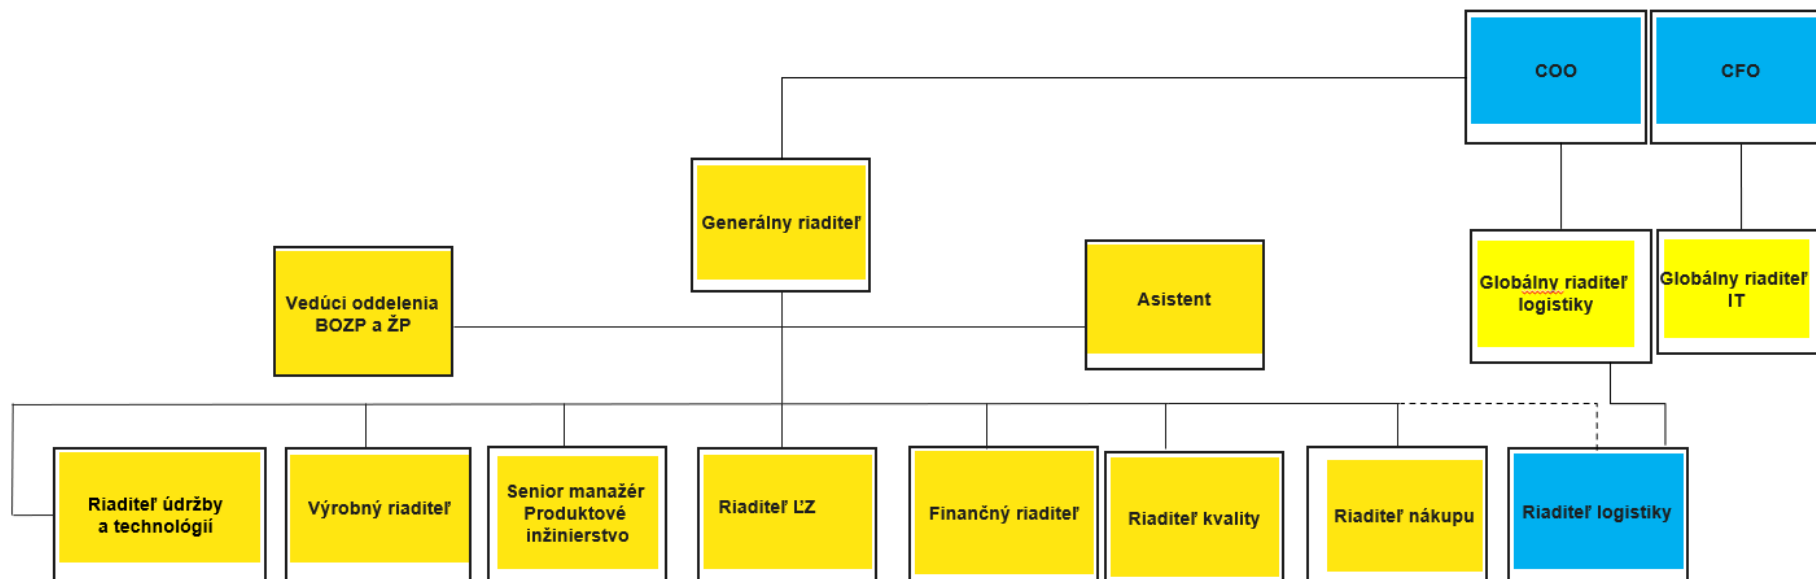 COO
CFO
Generálny riaditeľ
Vedúci oddelenia
BOZP a ŽP
Asistent
Globálny riaditeľ
logistiky
Globálny riaditeľ
IT
Riaditeľ údržby
a technológií
Výrobný riaditeľ
Senior manažér
Produktové
inžinierstvo
Riaditeľ ĽZ
Finančný riaditeľ
Riaditeľ kvality
Riaditeľ nákupu
Riaditeľ logistiky